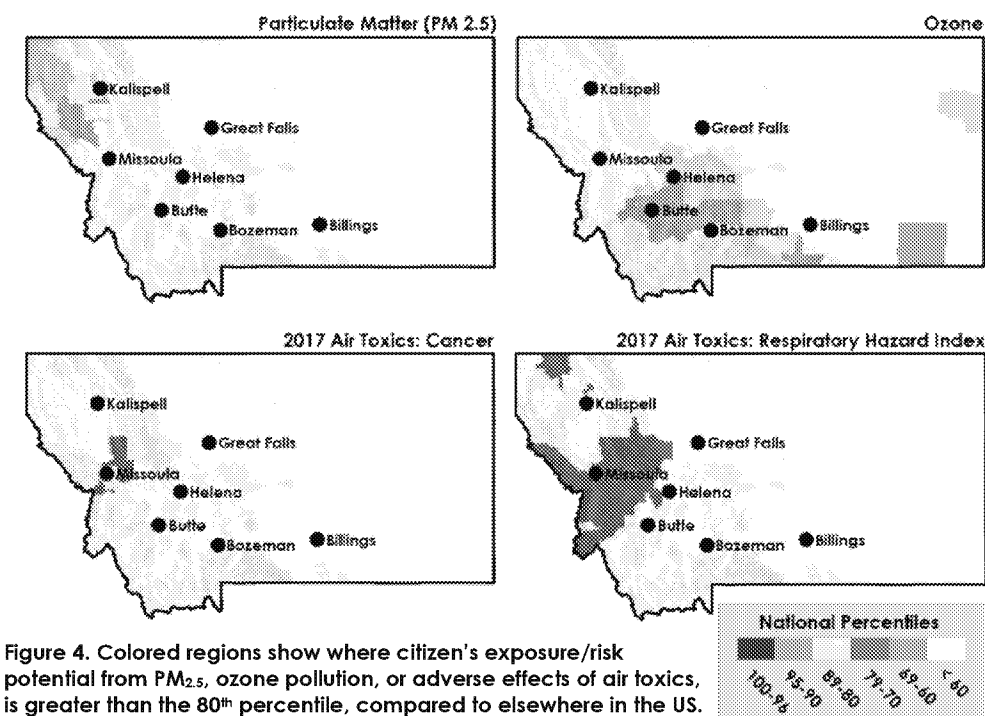 Particulate Matter (PM 2.5)
Kalispell
Great Falls
Missoula
Helena
Butte
Bozeman
Billings
Ozone
Kalispell
Great Falls
Missoula
Helena
Butte
Bozeman
Billings
2017 Air Toxics: Cancer
Kalispell
Great Falls
Missoula
Helena
Butte
Bozeman
Billings
2017 Air Toxics: Respiratory Hazard Index
Kalispell
Great Falls
Missoula
Helena
Butte
Bozeman
Billings
National Percentiles
100-96
95-90
89-80
79-70
69-60
< 60
Figure 4. Colored regions show where citizen's exposure/risk
potential from PM2.5, ozone pollution, or adverse effects of air toxics,
is greater than the 80th percentile, compared to elsewhere in the US.